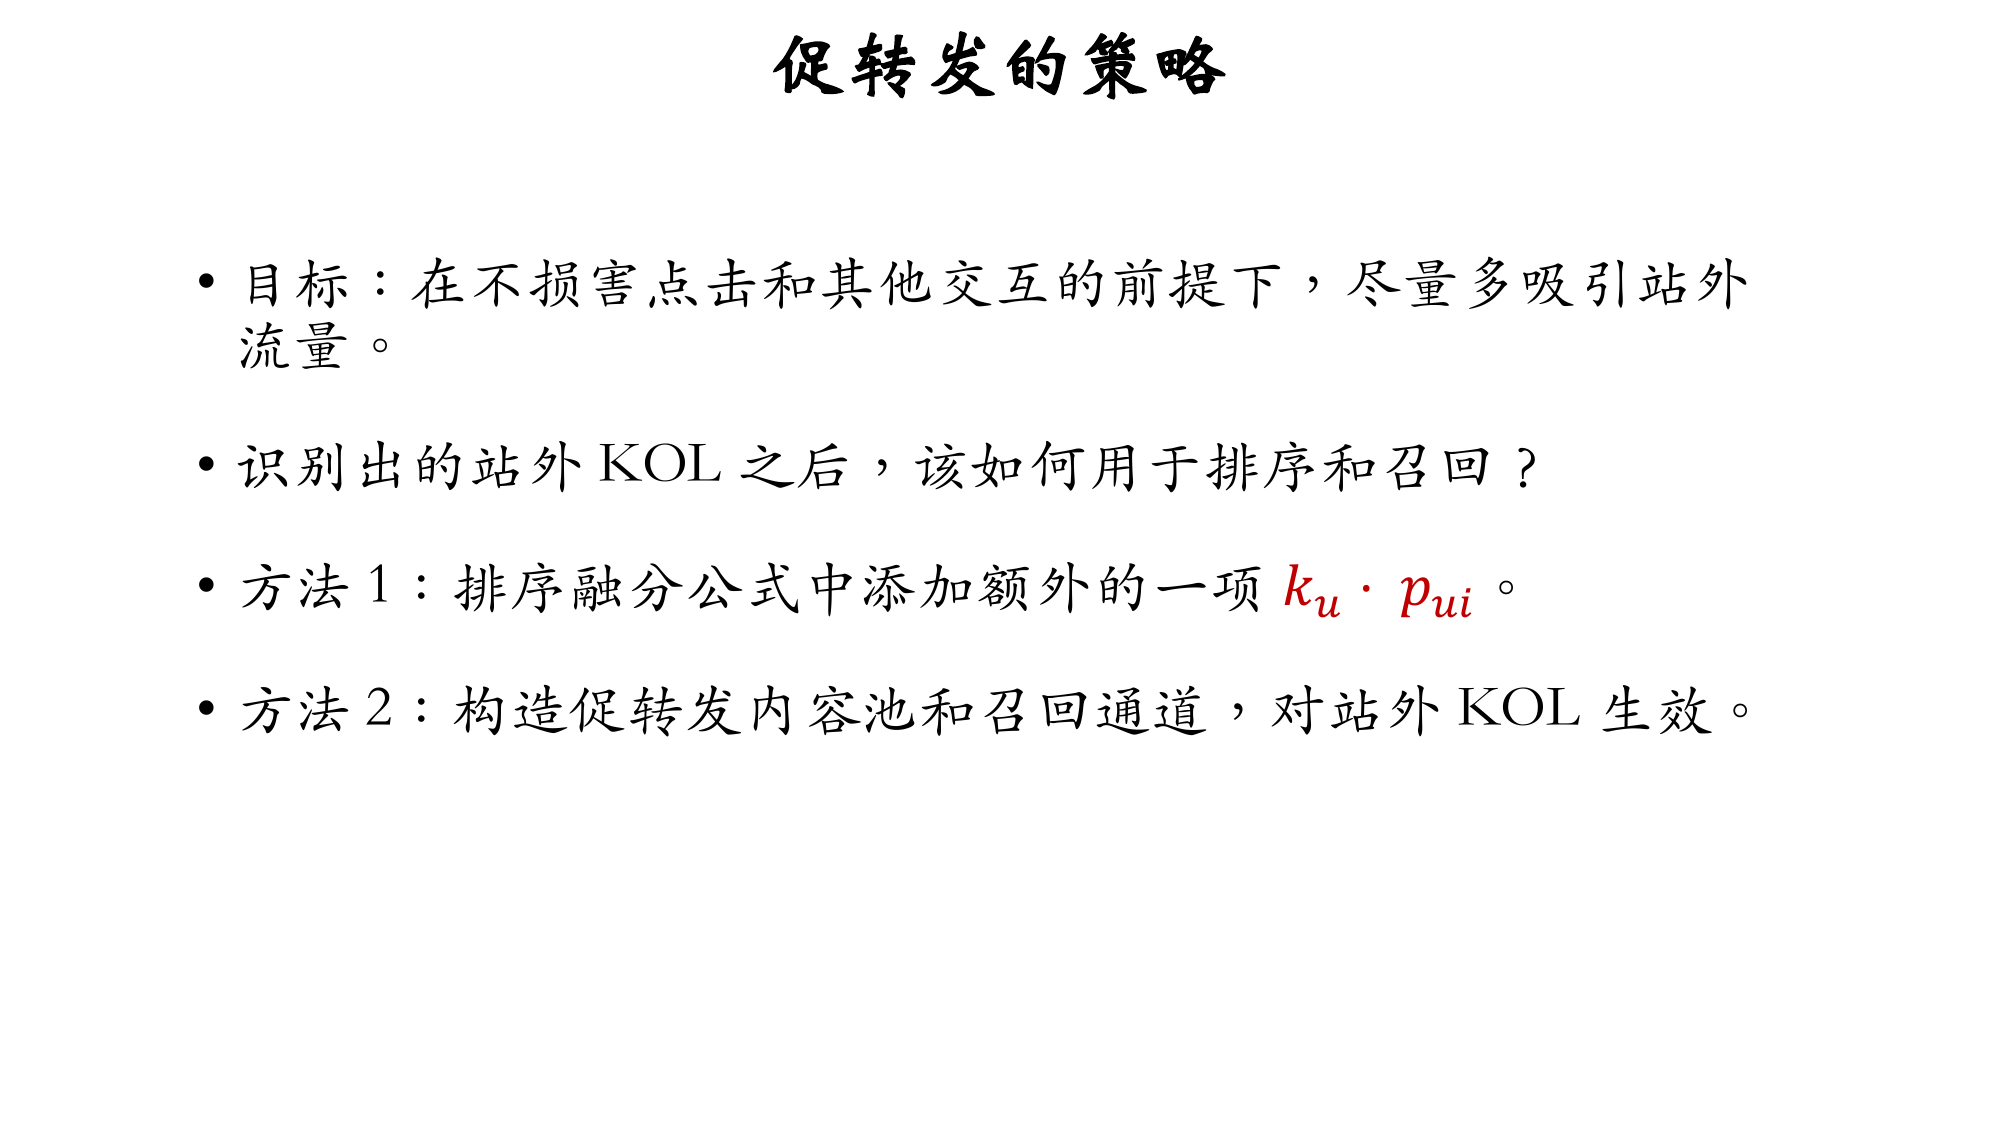 促转发的策略
• 目标：在不损害点击和其他交互的前提下，尽量多吸引站外
流量。
• 识别出的站外 KOL 之后，该如何用于排序和召回？
• 方法 1：排序融分公式中添加额外的一项 k_u · p_{ui}。
• 方法 2：构造促转发内容池和召回通道，对站外 KOL 生效。